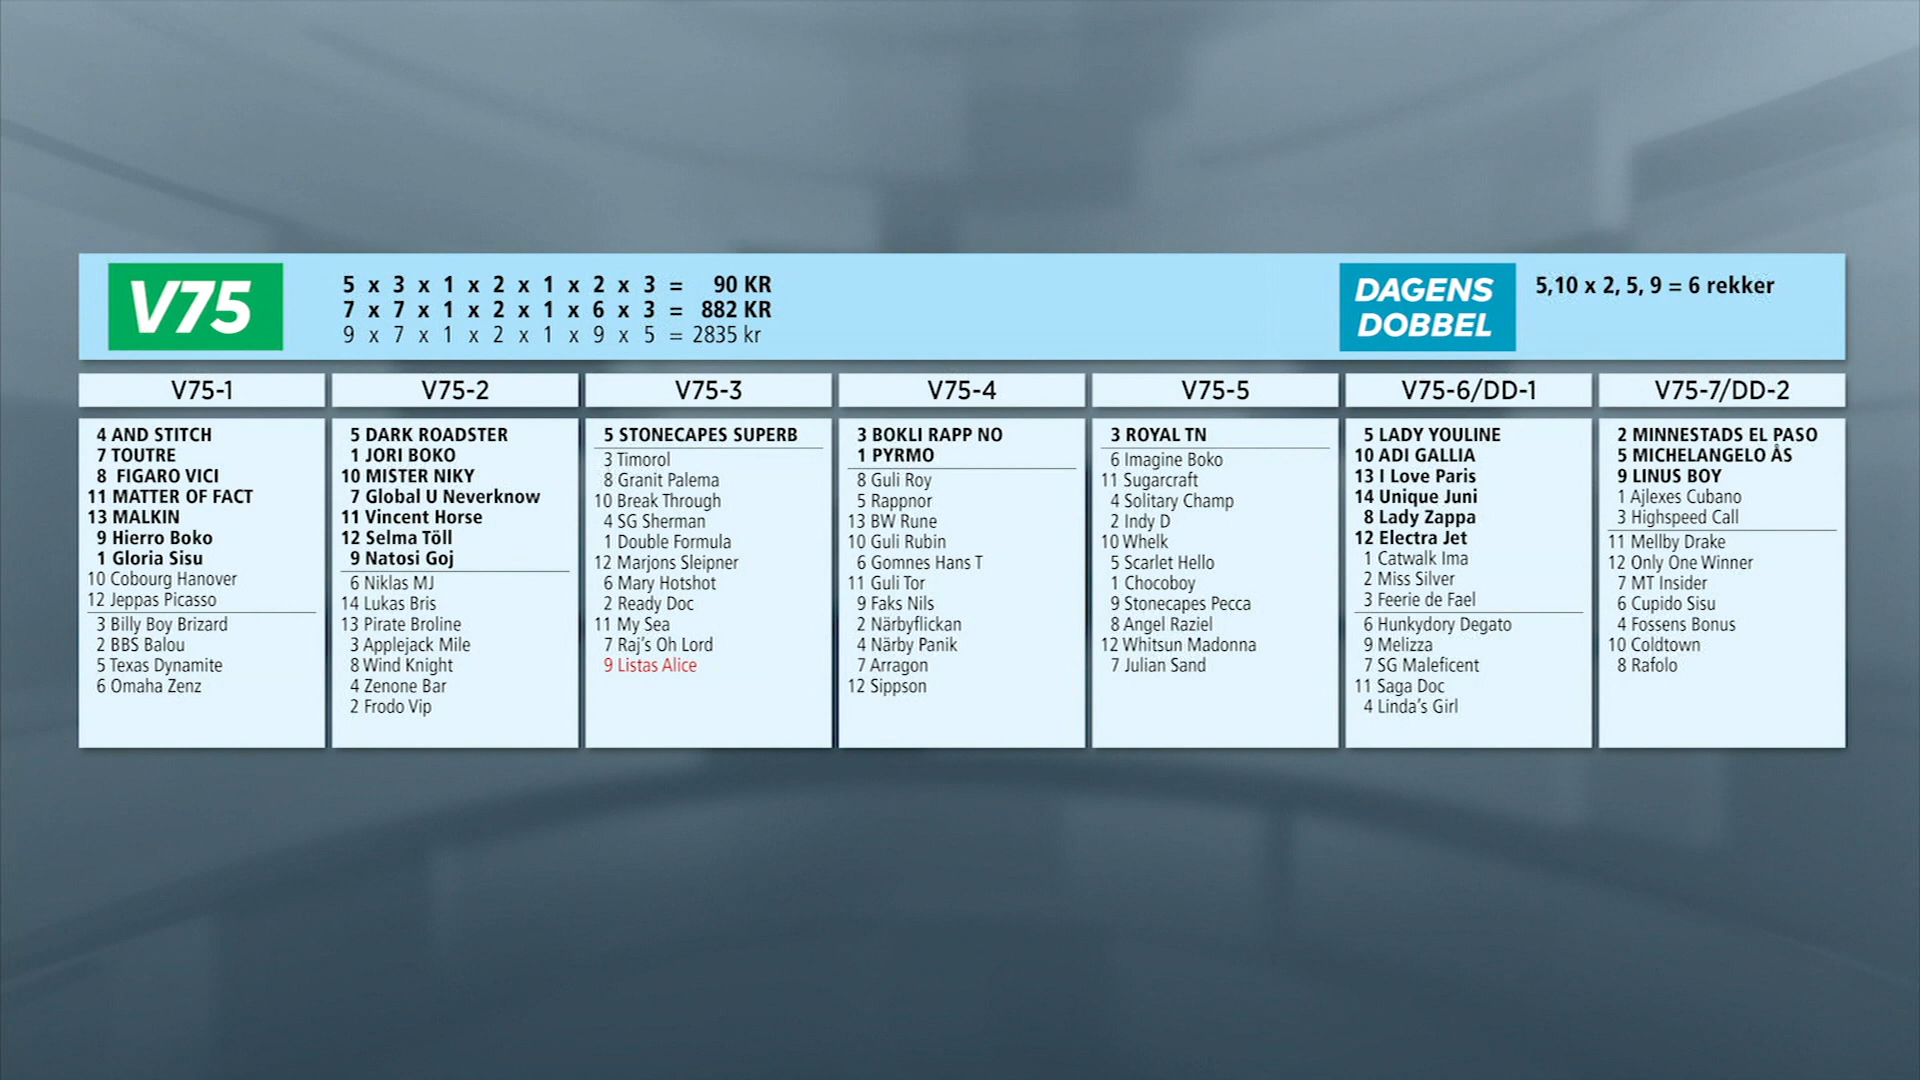 V75
5 x 3 x 1 x 2 x 1 x 2 x 3 = 90 KR
7 x 7 x 1 x 2 x 1 x 6 x 3 = 882 KR
9 x 7 x 1 x 2 x 1 x 9 x 5 = 2835 kr
DAGENS
DOBBEL
5,10 x 2, 5, 9 = 6 rekker
V75-1
4 AND STITCH
7 TOUTRE
8 FIGARO VICI
11 MATTER OF FACT
13 MALKIN
9 Hierro Boko
1 Gloria Sisu
10 Cobourg Hanover
12 Jeppas Picasso
3 Billy Boy Brizard
2 BBS Balou
5 Texas Dynamite
6 Omaha Zenz
V75-2
5 DARK ROADSTER
1 JORI BOKO
10 MISTER NIKY
7 Global U Neverknow
11 Vincent Horse
12 Selma Töll
9 Natosi Goj
6 Niklas MJ
14 Lukas Bris
13 Pirate Broline
3 Applejack Mile
8 Wind Knight
4 Zenone Bar
2 Frodo Vip
V75-3
5 STONECAPES SUPERB
3 Timorol
8 Granit Palema
10 Break Through
4 SG Sherman
1 Double Formula
12 Marjons Sleipner
6 Mary Hotshot
2 Ready Doc
11 My Sea
7 Raj's Oh Lord
9 Listas Alice
V75-4
3 BOKLI RAPP NO
1 PYRMO
8 Guli Roy
5 Rappnor
13 BW Rune
10 Guli Rubin
6 Gomnes Hans T
11 Guli Tor
9 Faks Nils
2 Närbyflickan
4 Närby Panik
7 Arragon
12 Sippson
V75-5
3 ROYAL TN
6 Imagine Boko
11 Sugarcraft
4 Solitary Champ
2 Indy D
10 Whelk
5 Scarlet Hello
1 Chocoboy
9 Stonecapes Pecca
8 Angel Raziel
12 Whitsun Madonna
7 Julian Sand
V75-6/DD-1
5 LADY YOULINE
10 ADI GALLIA
13 I Love Paris
14 Unique Juni
8 Lady Zappa
12 Electra Jet
1 Catwalk Ima
2 Miss Silver
3 Feerie de Fael
6 Hunkydory Degato
9 Melizza
7 SG Maleficent
11 Saga Doc
4 Linda's Girl
V75-7/DD-2
2 MINNESTADS EL PASO
5 MICHELANGELO ÅS
9 LINUS BOY
1 Ajlexes Cubano
3 Highspeed Call
11 Mellby Drake
12 Only One Winner
7 MT Insider
6 Cupido Sisu
4 Fossens Bonus
10 Coldtown
8 Rafolo